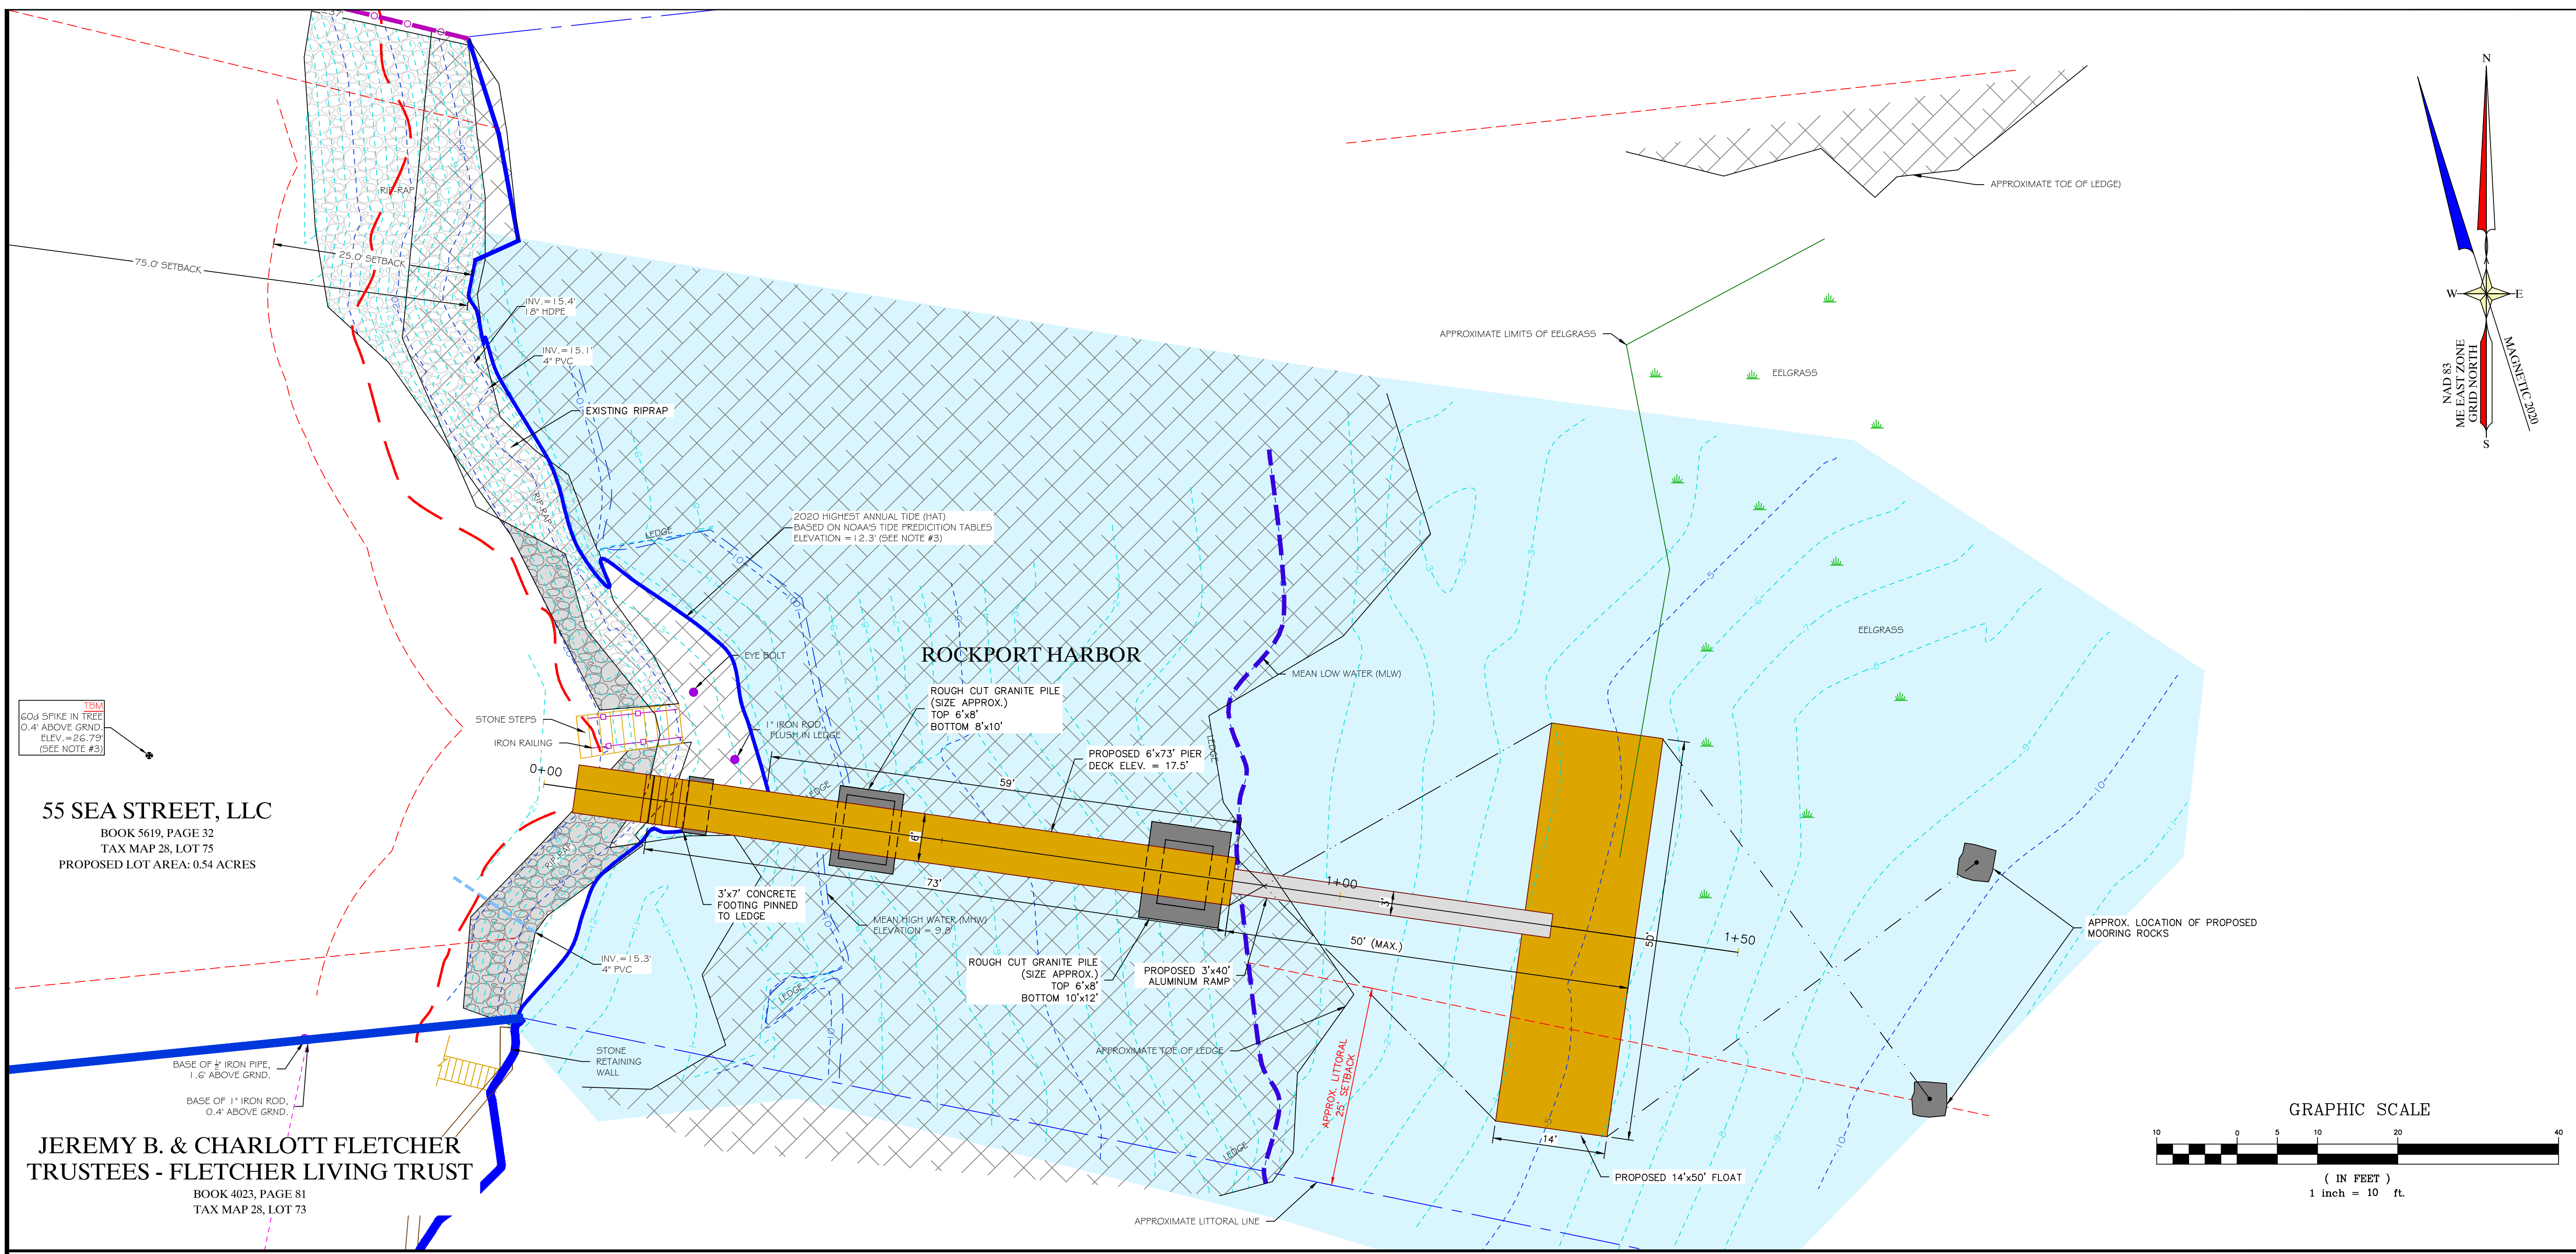 RIP-RAP
75.0' SETBACK
25.0' SETBACK
INV.=15.4'
18" HDPE
INV.=15.1'
4" PVC
EXISTING RIPRAP
RIP-RAP
LEDGE
2020 HIGHEST ANNUAL TIDE (HAT)
BASED ON NOAA'S TIDE PREDICITION TABLES
ELEVATION =12.3' (SEE NOTE #3)
APPROXIMATE TOE OF LEDGE)
APPROXIMATE LIMITS OF EELGRASS
EELGRASS
EELGRASS
N
W
E
S
NAD 83
ME EAST ZONE
GRID NORTH
MAGNETIC 2020
ROCKPORT HARBOR
EYE BOLT
MEAN LOW WATER (MLW)
ROUGH CUT GRANITE PILE
(SIZE APPROX.)
TOP 6'x8'
BOTTOM 8'x10'
TBM
60d SPIKE IN TREE
0.4' ABOVE GRND.
ELEV.=26.79'
(SEE NOTE #3)
STONE STEPS
IRON RAILING
1" IRON ROD,
FLUSH IN LEDGE
PROPOSED 6'x73' PIER
DECK ELEV. = 17.5'
LEDGE
0+00
59'
LEDGE
6'
55 SEA STREET, LLC
BOOK 5619, PAGE 32
TAX MAP 28, LOT 75
PROPOSED LOT AREA: 0.54 ACRES
RIP-RAP
73'
1+00
3'
3'x7' CONCRETE
FOOTING PINNED
TO LEDGE
MEAN HIGH WATER (MHW)
ELEVATION = 9.8'
50' (MAX.)
1+50
50'
APPROX. LOCATION OF PROPOSED
MOORING ROCKS
INV.=15.3'
4" PVC
ROUGH CUT GRANITE PILE
(SIZE APPROX.)
TOP 6'x8'
BOTTOM 10'x12'
PROPOSED 3'x40'
ALUMINUM RAMP
LEDGE
STONE
RETAINING
WALL
APPROXIMATE TOE OF LEDGE
APPROX. LITTORAL
25' SETBACK
BASE OF ½" IRON PIPE,
1.6' ABOVE GRND.
BASE OF 1" IRON ROD,
0.4' ABOVE GRND.
14'
LEDGE
PROPOSED 14'x50' FLOAT
JEREMY B. & CHARLOTT FLETCHER
TRUSTEES - FLETCHER LIVING TRUST
BOOK 4023, PAGE 81
TAX MAP 28, LOT 73
APPROXIMATE LITTORAL LINE
GRAPHIC SCALE
10 0 5 10 20 40
( IN FEET )
1 inch = 10 ft.